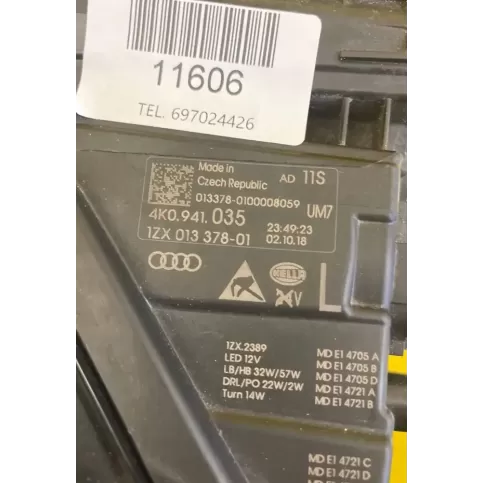 11606
TEL. 697024426
Made in
Czech Republic
AD 11S
013378-0100008059
4K0.941.035
UM7
1ZX 013 378-01
23:49:23
02.10.18
HELLA
24V
L
1ZX.2389
LED 12V
LB/HB 32W/57W
DRL/PO 22W/2W
Turn 14W
MD E1 4705 A
MD E1 4705 B
MD E1 4705 D
MD E1 4721 A
MD E1 4721 B
MD E1 4721 C
MD E1 4721 D